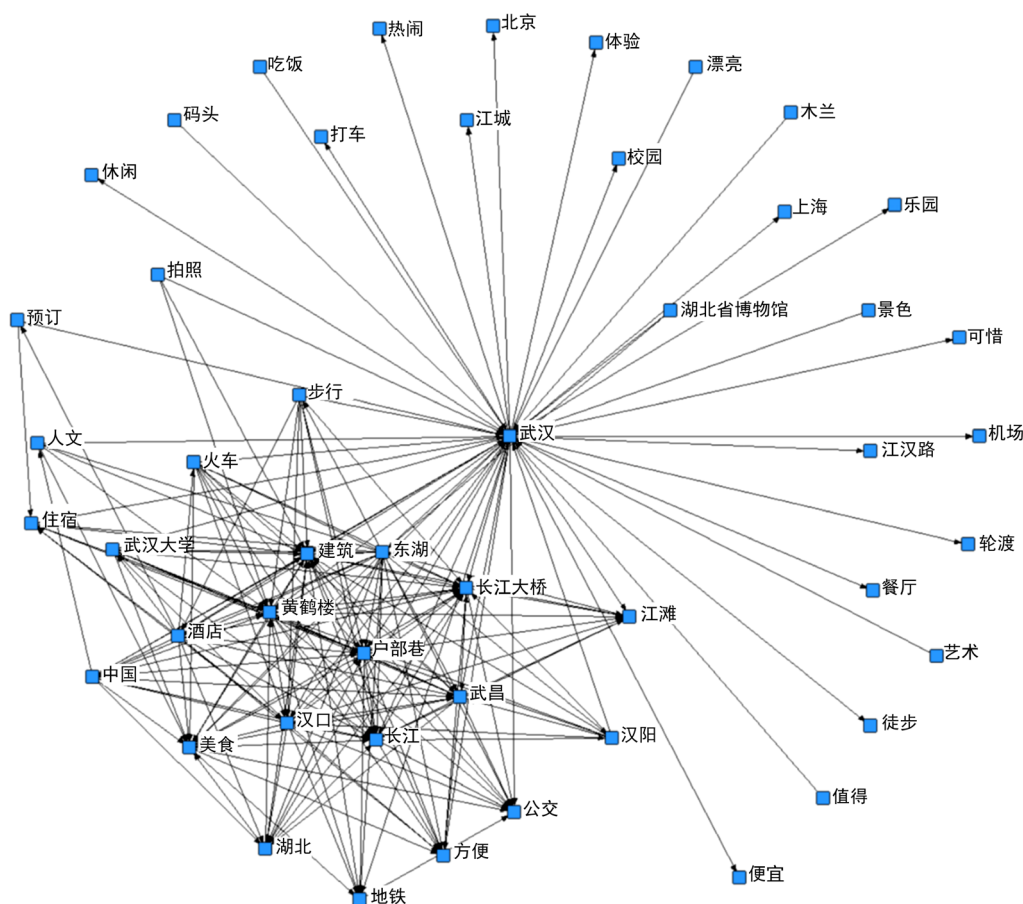 北京
热闹
体验
吃饭
漂亮
木兰
码头
江城
打车
校园
休闲
乐园
上海
拍照
湖北省博物馆
景色
预订
可惜
步行
武汉
机场
人文
江汉路
火车
住宿
武汉大学
轮渡
建筑
东湖
长江大桥
餐厅
黄鹤楼
江滩
酒店
户部巷
艺术
中国
武昌
汉口
徒步
美食
长江
汉阳
值得
公交
湖北
方便
便宜
地铁